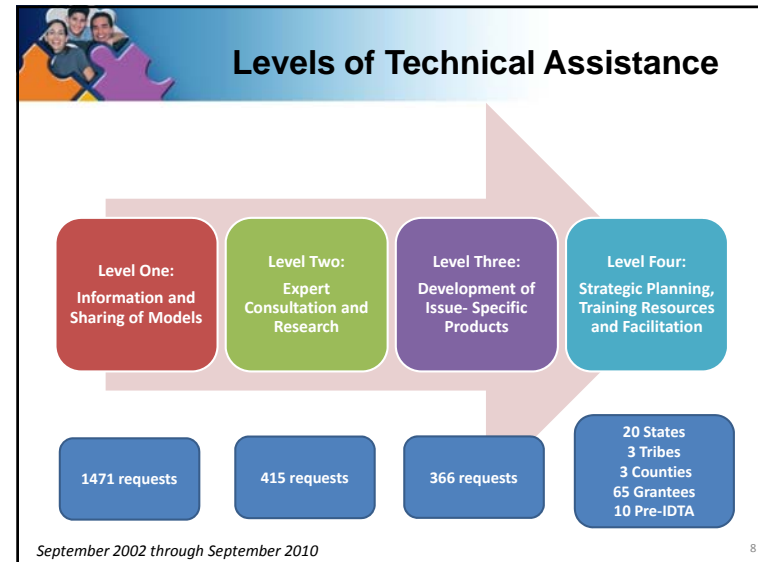 Levels of Technical Assistance
Level One:
Information and
Sharing of Models
Level Two:
Expert
Consultation and
Research
Level Three:
Development of
Issue- Specific
Products
Level Four:
Strategic Planning,
Training Resources
and Facilitation
1471 requests
415 requests
366 requests
20 States
3 Tribes
3 Counties
65 Grantees
10 Pre-IDTA
September 2002 through September 2010
8